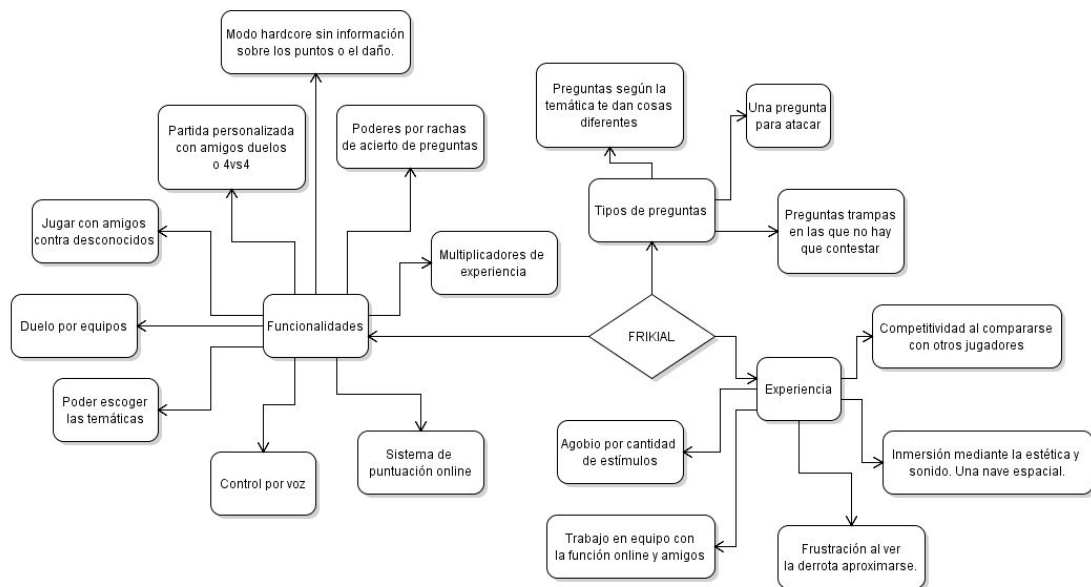 Modo hardcore sin información
sobre los puntos o el daño.
Partida personalizada
con amigos duelos
o 4vs4
Poderes por rachas
de acierto de preguntas
Jugar con amigos
contra desconocidos
Multiplicadores de
experiencia
Duelo por equipos
Funcionalidades
Poder escoger
las temáticas
Control por voz
Sistema de
puntuación online
FRIKIAL
Preguntas según la
temática te dan cosas
diferentes
Una pregunta
para atacar
Tipos de preguntas
Preguntas trampas
en las que no hay
que contestar
Competitividad al compararse
con otros jugadores
Experiencia
Agobio por cantidad
de estímulos
Inmersión mediante la estética y
sonido. Una nave espacial.
Trabajo en equipo con
la función online y amigos
Frustración al ver
la derrota aproximarse.